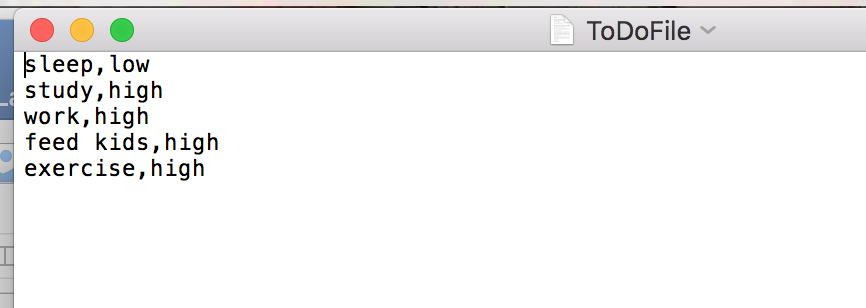 ToDoFile
sleep,low
study,high
work,high
feed kids,high
exercise,high